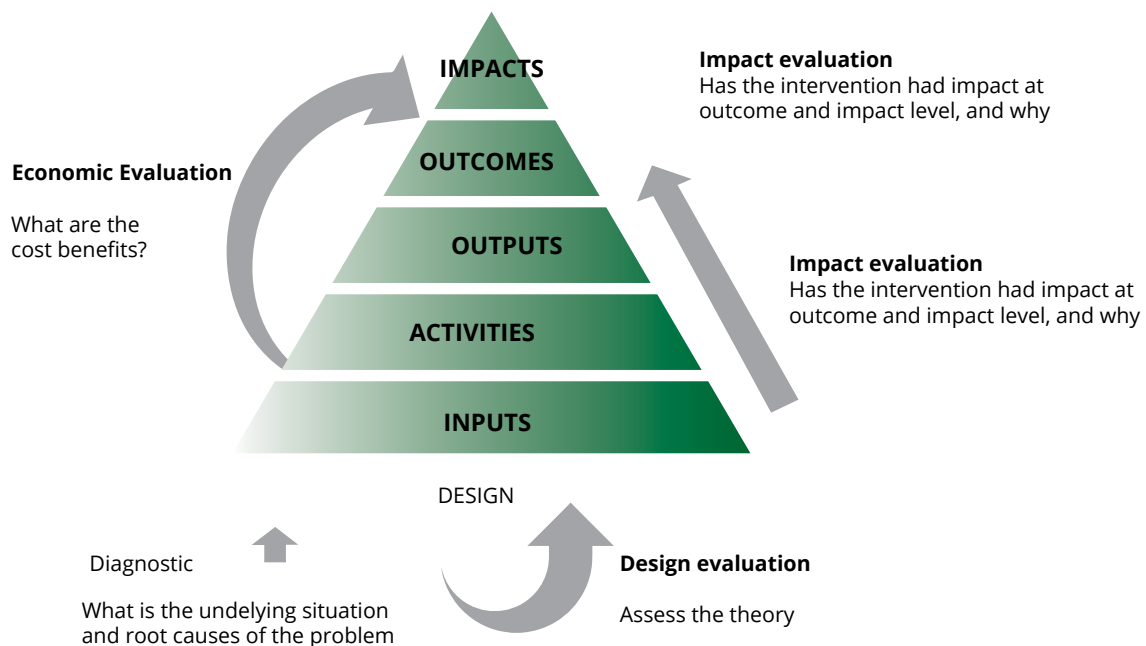 IMPACTS
Impact evaluation
Has the intervention had impact at
outcome and impact level, and why
Economic Evaluation
What are the
cost benefits?
OUTCOMES
OUTPUTS
Impact evaluation
Has the intervention had impact at
outcome and impact level, and why
ACTIVITIES
INPUTS
DESIGN
Diagnostic
What is the undelying situation
and root causes of the problem
Design evaluation
Assess the theory